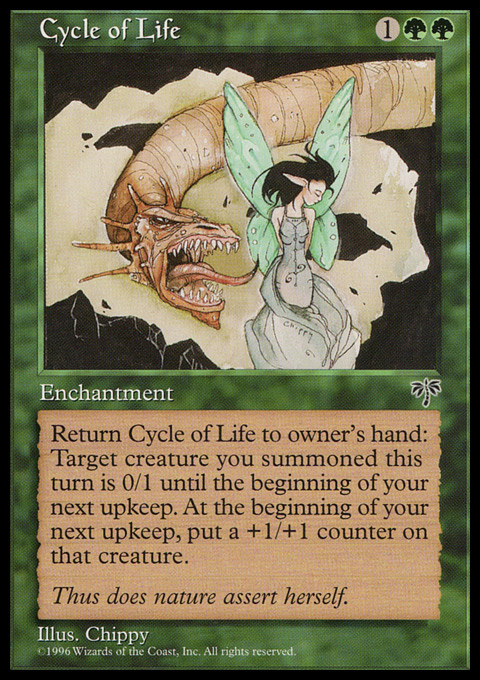 Cycle of Life
1
Chippy
Enchantment
Return Cycle of Life to owner's hand:
Target creature you summoned this
turn is 0/1 until the beginning of your
next upkeep. At the beginning of your
next upkeep, put a +1/+1 counter on
that creature.
Thus does nature assert herself.
Illus. Chippy
©1996 Wizards of the Coast, Inc. All rights reserved.